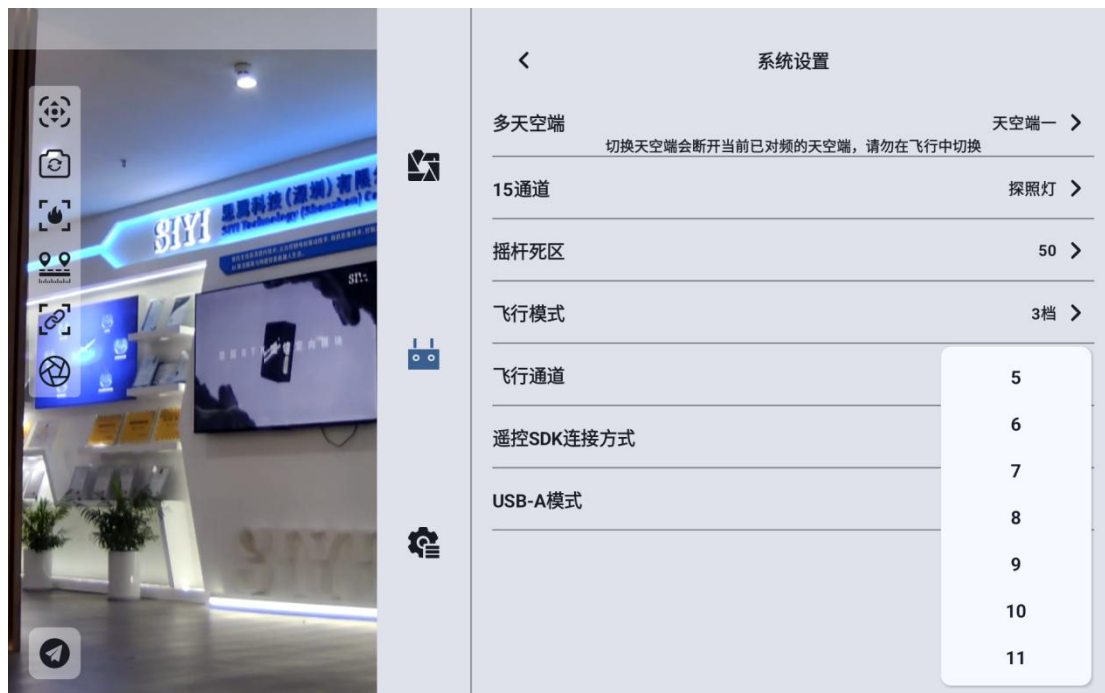 系统设置
多天空端
天空端一
切换天空端会断开当前已对频的天空端，请勿在飞行中切换
15通道
探照灯
摇杆死区
50
飞行模式
3档
飞行通道
遥控SDK连接方式
USB-A模式
5
6
7
8
9
10
11
SIYI
思翼科技（深圳）有限
SIYI Technology (Shenzhen) Co
SIYI